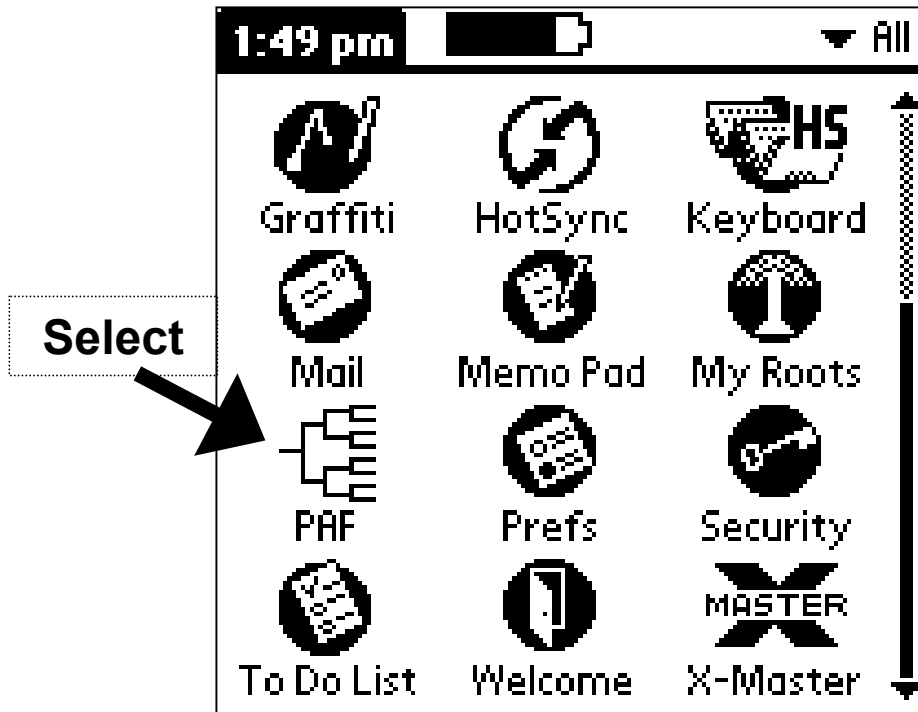 1:49 pm All
HS
Graffiti HotSync Keyboard
Select
Mail Memo Pad My Roots
PAF Prefs Security
MASTER
To Do List Welcome X-Master